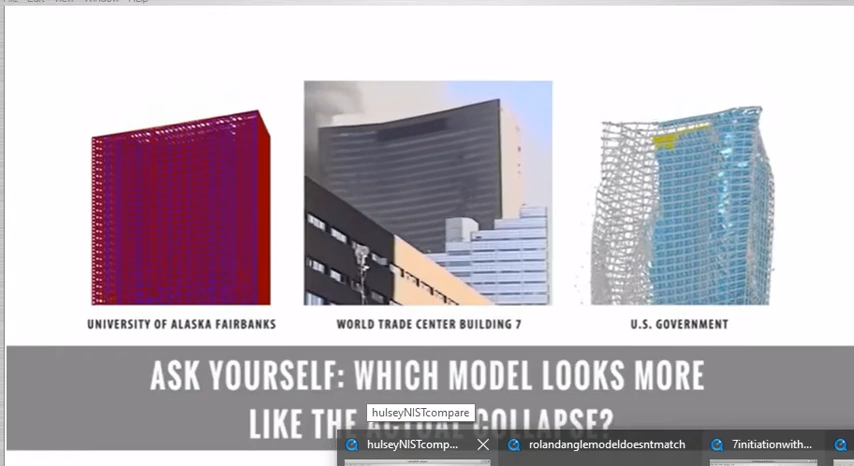 UNIVERSITY OF ALASKA FAIRBANKS
WORLD TRADE CENTER BUILDING 7
U.S. GOVERNMENT
ASK YOURSELF: WHICH MODEL LOOKS MORE
LIKE THE ACTUAL COLLAPSE?
hulseyNISTcompare
hulseyNISTcomp...
rolandanglemodeldoesntmatch
7initiationwith...